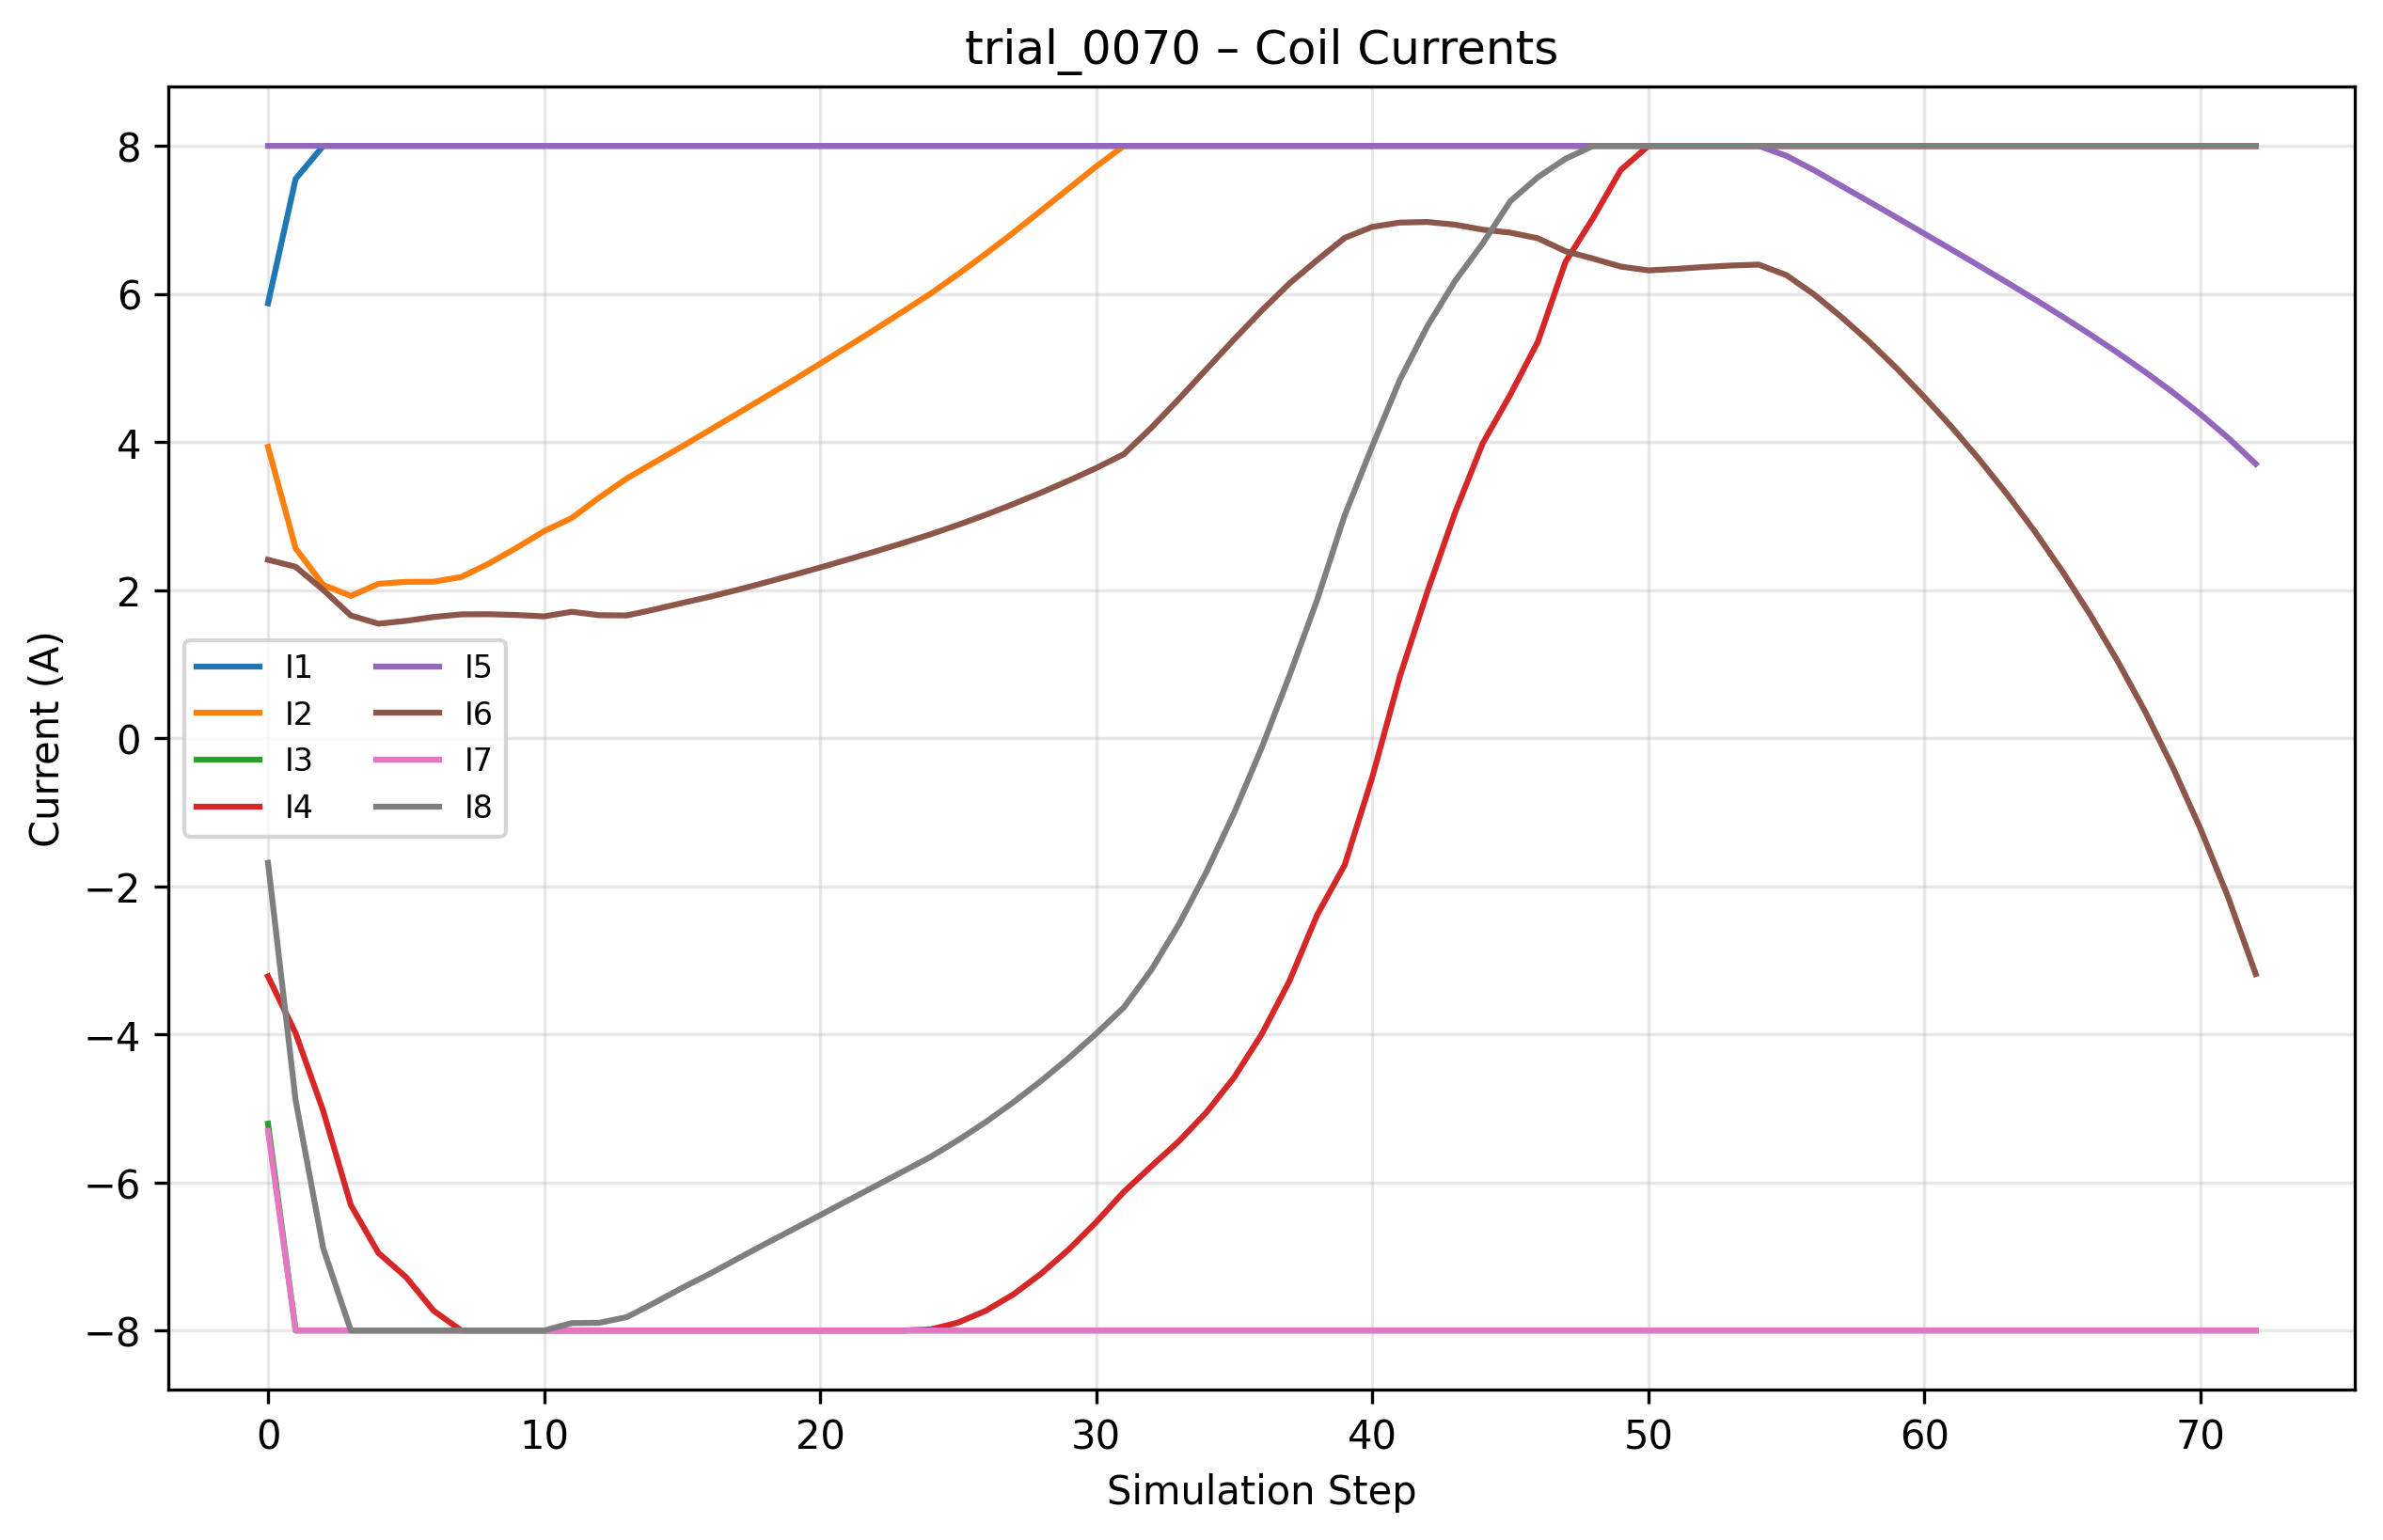 trial_0070 – Coil Currents
Current (A)
8
6
4
2
0
−2
−4
−6
−8
I1
I2
I3
I4
I5
I6
I7
I8
0 10 20 30 40 50 60 70
Simulation Step